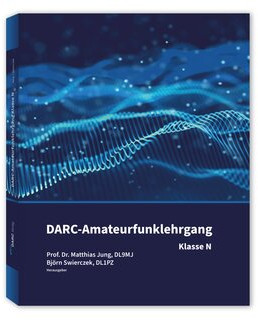 DARC-Amateurfunklehrgang
Klasse N
Prof. Dr. Matthias Jung, DL9MJ
Björn Swierczek, DL1PZ
Herausgeber